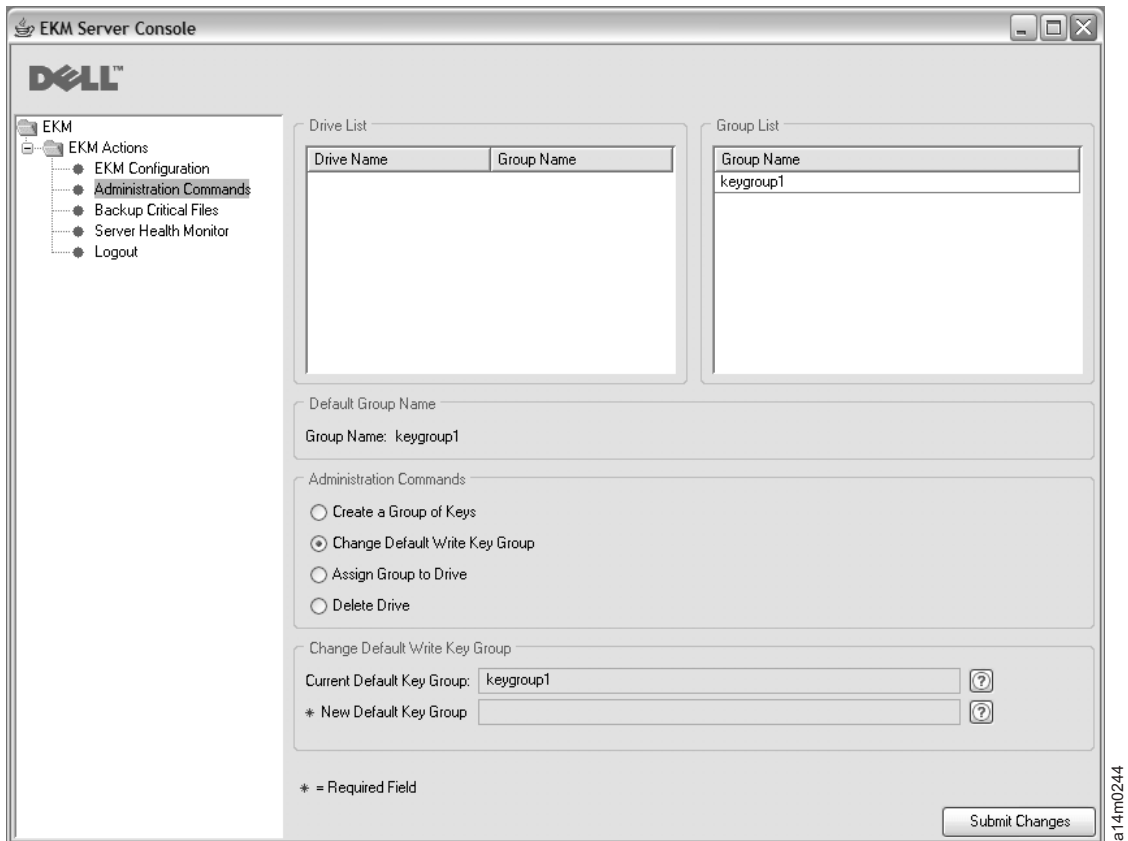 EKM Server Console
DELL™
EKM
EKM Actions
EKM Configuration
Administration Commands
Backup Critical Files
Server Health Monitor
Logout
Drive List
Drive Name Group Name
Group List
Group Name
keygroup1
Default Group Name
Group Name: keygroup1
Administration Commands
Create a Group of Keys
Change Default Write Key Group
Assign Group to Drive
Delete Drive
Change Default Write Key Group
Current Default Key Group: keygroup1 ?
* New Default Key Group ?
* = Required Field
Submit Changes
a14m0244